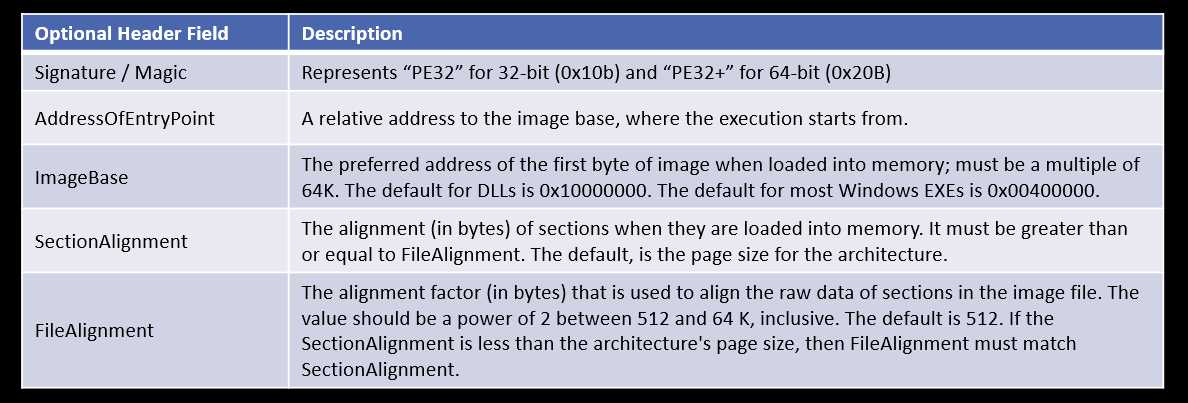 Optional Header Field
Description
Signature / Magic
Represents “PE32” for 32-bit (0x10b) and “PE32+” for 64-bit (0x20B)
AddressOfEntryPoint
A relative address to the image base, where the execution starts from.
ImageBase
The preferred address of the first byte of image when loaded into memory; must be a multiple of
64K. The default for DLLs is 0x10000000. The default for most Windows EXEs is 0x00400000.
SectionAlignment
The alignment (in bytes) of sections when they are loaded into memory. It must be greater than
or equal to FileAlignment. The default, is the page size for the architecture.
FileAlignment
The alignment factor (in bytes) that is used to align the raw data of sections in the image file. The
value should be a power of 2 between 512 and 64 K, inclusive. The default is 512. If the
SectionAlignment is less than the architecture's page size, then FileAlignment must match
SectionAlignment.